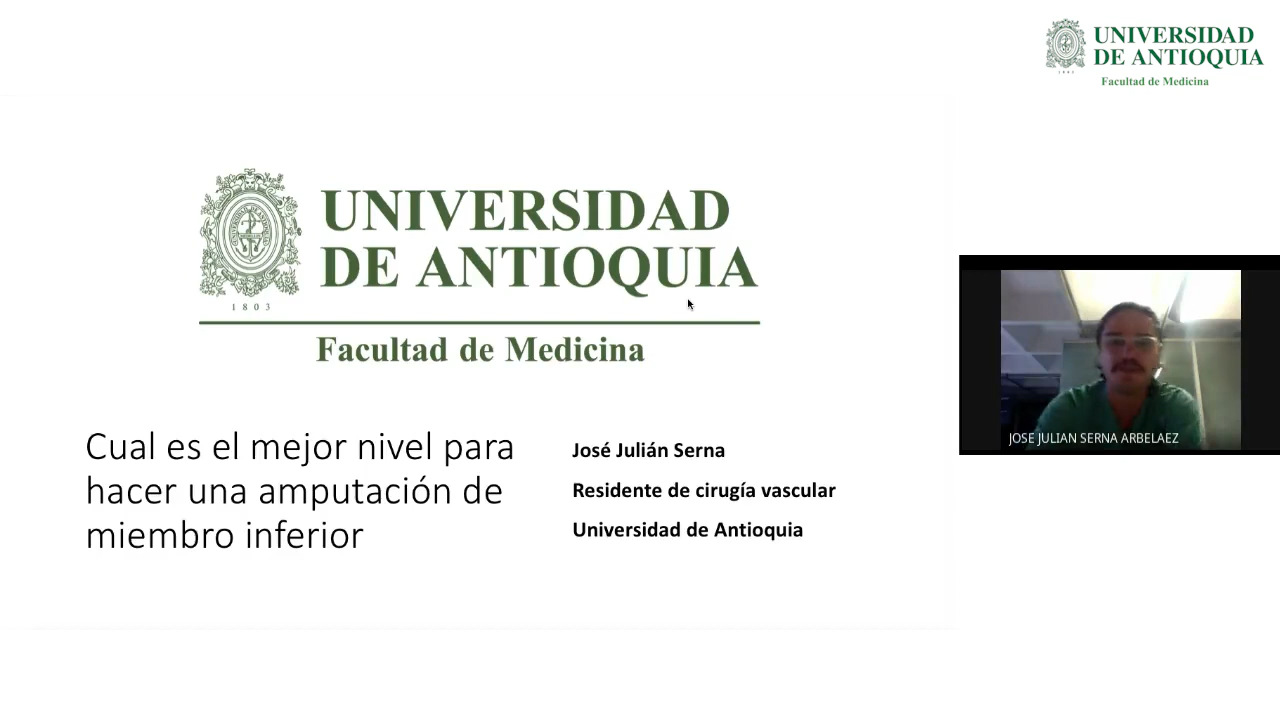 UNIVERSIDAD
DE ANTIOQUIA
Facultad de Medicina
1803
UNIVERSIDAD
DE ANTIOQUIA
1803
Facultad de Medicina
Cual es el mejor nivel para
hacer una amputación de
miembro inferior
José Julián Serna
Residente de cirugía vascular
Universidad de Antioquia
JOSE JULIAN SERNA ARBELAEZ